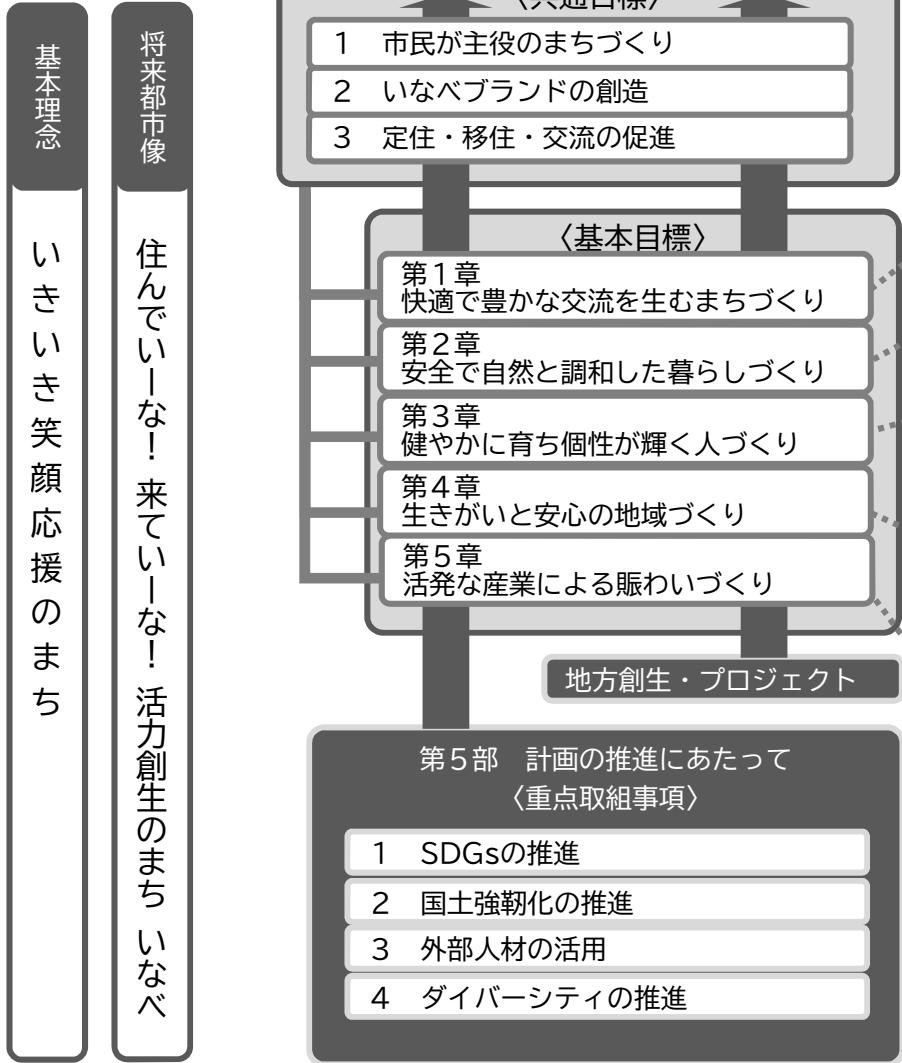 基本理念
いきいき笑顔応援のまち
将来都市像
住んでいーな！ 来ていーな！ 活力創生のまち いなべ
〈共通目標〉
1 市民が主役のまちづくり
2 いなべブランドの創造
3 定住・移住・交流の促進
〈基本目標〉
第1章
快適で豊かな交流を生むまちづくり
第2章
安全で自然と調和した暮らしづくり
第3章
健やかに育ち個性が輝く人づくり
第4章
生きがいと安心の地域づくり
第5章
活発な産業による賑わいづくり
地方創生・プロジェクト
第5部 計画の推進にあたって
〈重点取組事項〉
1 SDGsの推進
2 国土強靭化の推進
3 外部人材の活用
4 ダイバーシティの推進